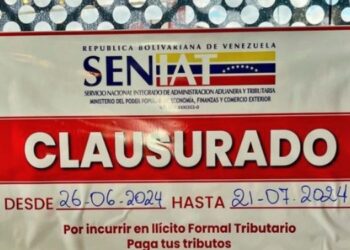 REPÚBLICA BOLIVARIANA DE VENEZUELA
SENIAT
SERVICIO NACIONAL INTEGRADO DE ADMINISTRACIÓN ADUANERA Y TRIBUTARIA
MINISTERIO DEL PODER POPULAR DE ECONOMÍA, FINANZAS Y COMERCIO EXTERIOR
CLAUSURADO
DESDE 26-06-2024 HASTA 21-07-2024
Por incurrir en Ilícito Formal Tributario
Paga tus tributos